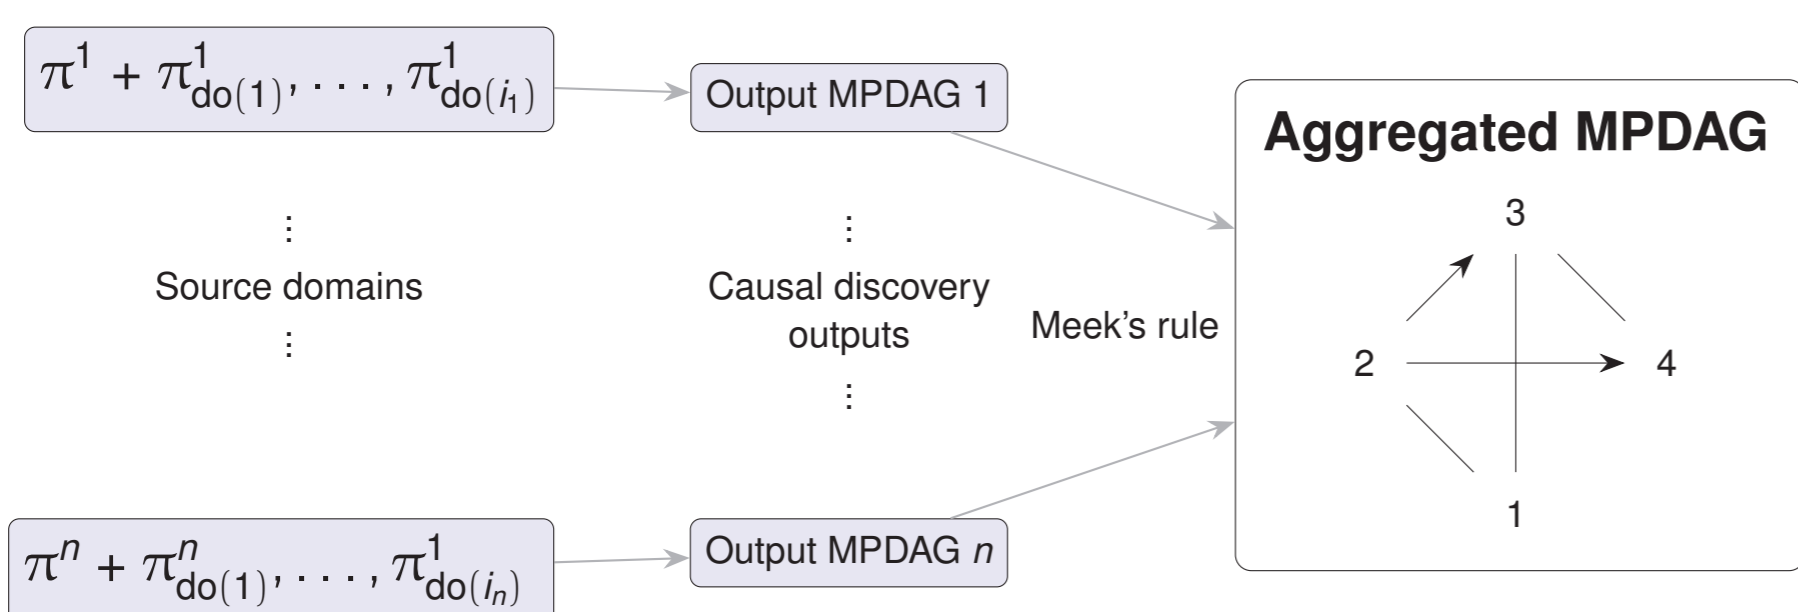 π¹ + π¹do(1), . . . , π¹do(i₁)
Output MPDAG 1
Aggregated MPDAG
⋮
⋮
3
Source domains
Causal discovery
outputs
Meek’s rule
⋮
⋮
2
4
1
πⁿ + πⁿdo(1), . . . , π¹do(iₙ)
Output MPDAG n